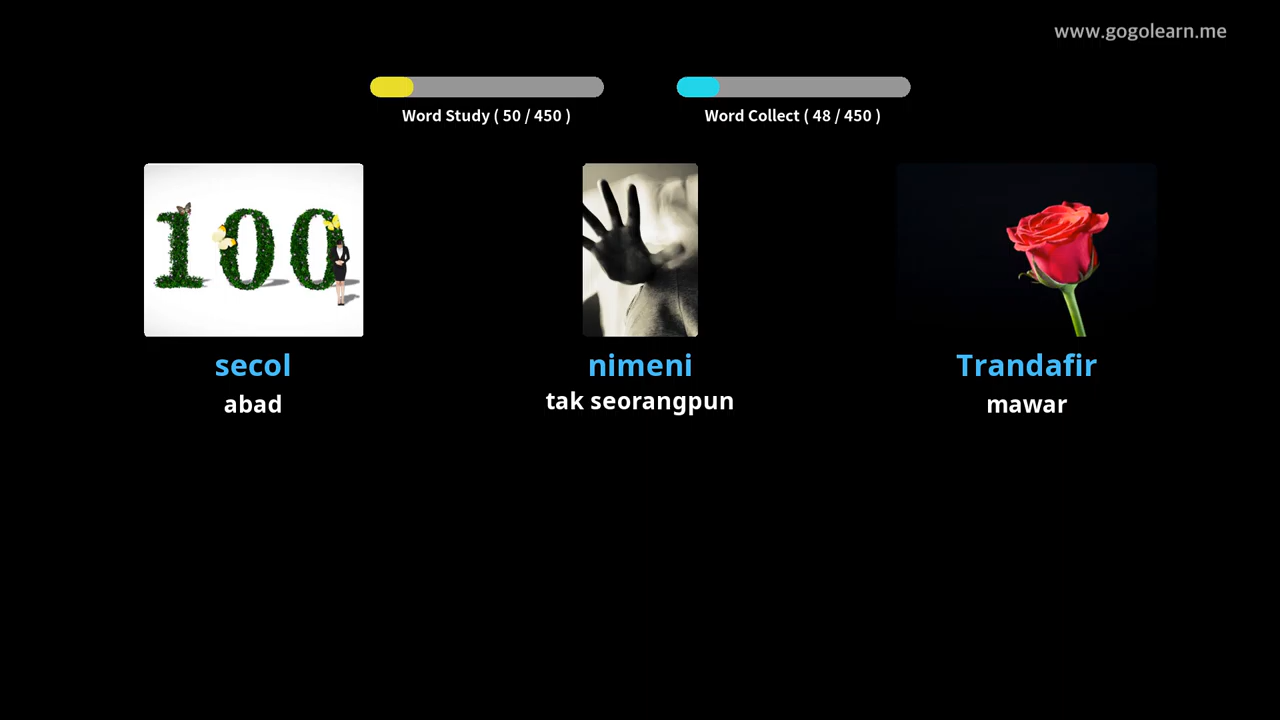 www.gogolearn.me
Word Study ( 50 / 450 )
Word Collect ( 48 / 450 )
100
secol
nimeni
Trandafir
abad
tak seorangpun
mawar